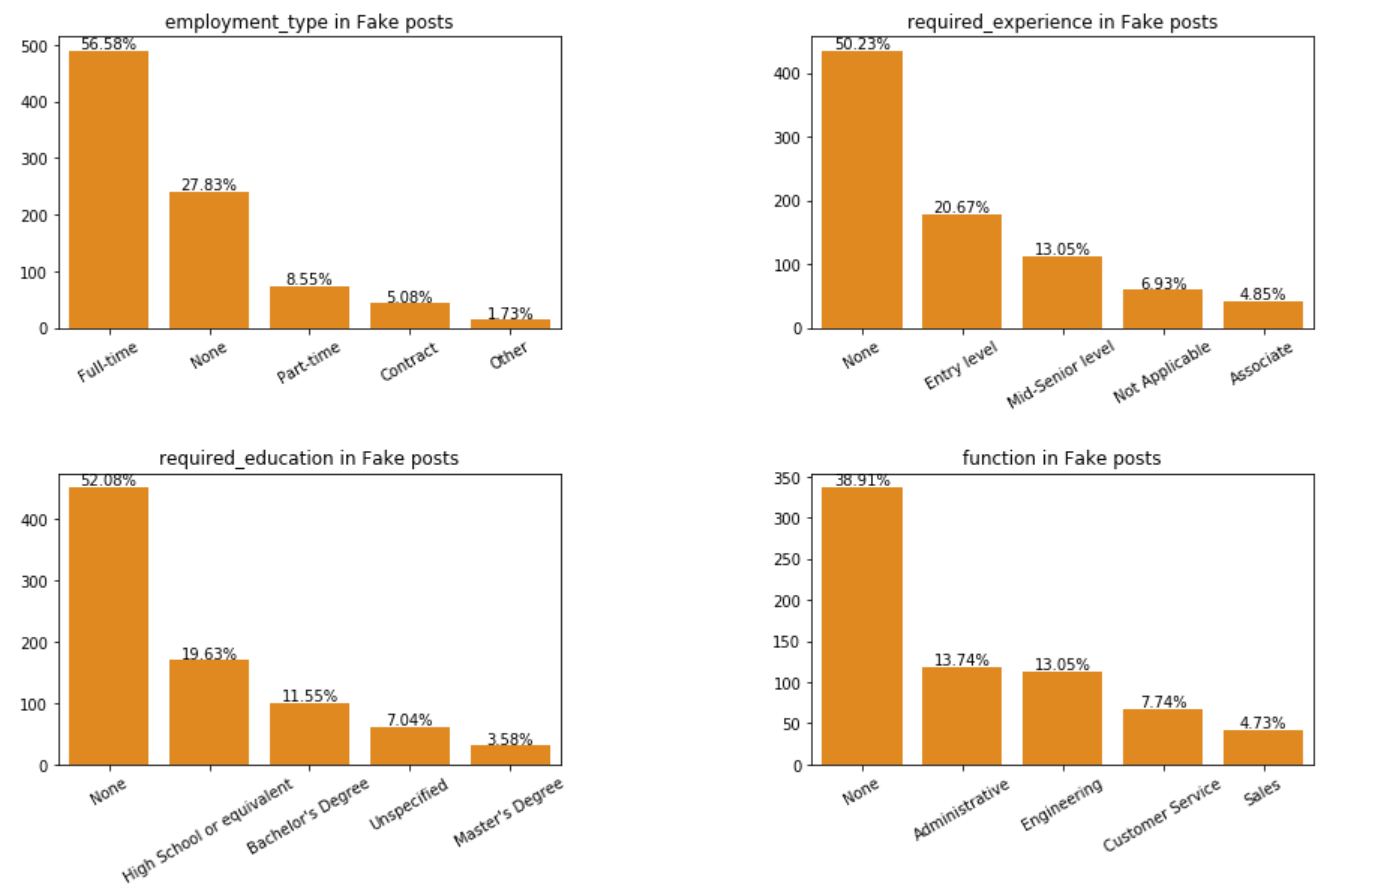 employment_type in Fake posts
500
400
300
200
100
0
56.58%
27.83%
8.55%
5.08%
1.73%
Full-time
None
Part-time
Contract
Other
required_experience in Fake posts
400
300
200
100
0
50.23%
20.67%
13.05%
6.93%
4.85%
None
Entry level
Mid-Senior level
Not Applicable
Associate
required_education in Fake posts
400
300
200
100
0
52.08%
19.63%
11.55%
7.04%
3.58%
None
High School or equivalent
Bachelor's Degree
Unspecified
Master's Degree
function in Fake posts
350
300
250
200
150
100
50
0
38.91%
13.74%
13.05%
7.74%
4.73%
None
Administrative
Engineering
Customer Service
Sales